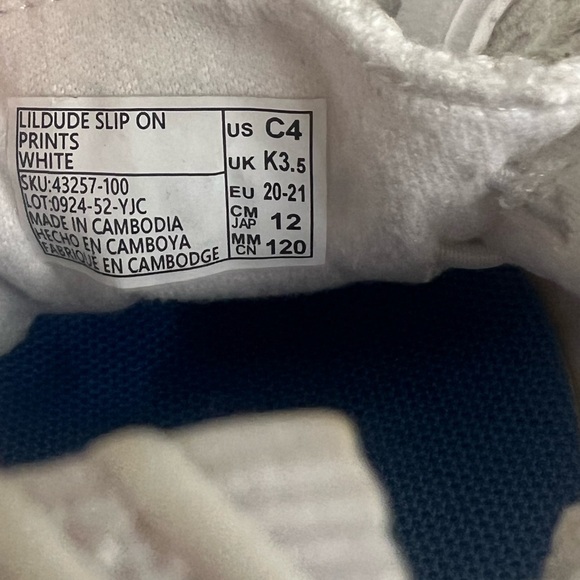 LILDUDE SLIP ON
PRINTS
WHITE
SKU:43257-100
LOT:0924-52-YJC
MADE IN CAMBODIA
HECHO EN CAMBOYA
FABRIQUE EN CAMBODGE
US C4
UK K3.5
EU 20-21
CM
JAP 12
MM
CN 120